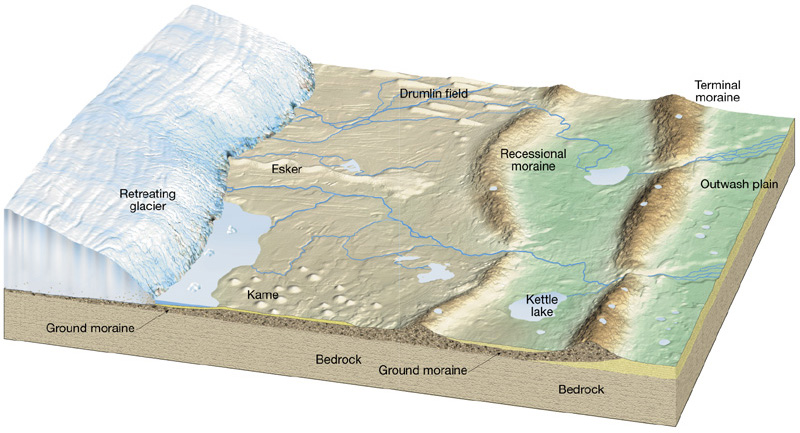 Terminal
moraine
Drumlin field
Recessional
moraine
Esker
Outwash plain
Retreating
glacier
Kame
Kettle
lake
Ground moraine
Bedrock
Ground moraine
Bedrock